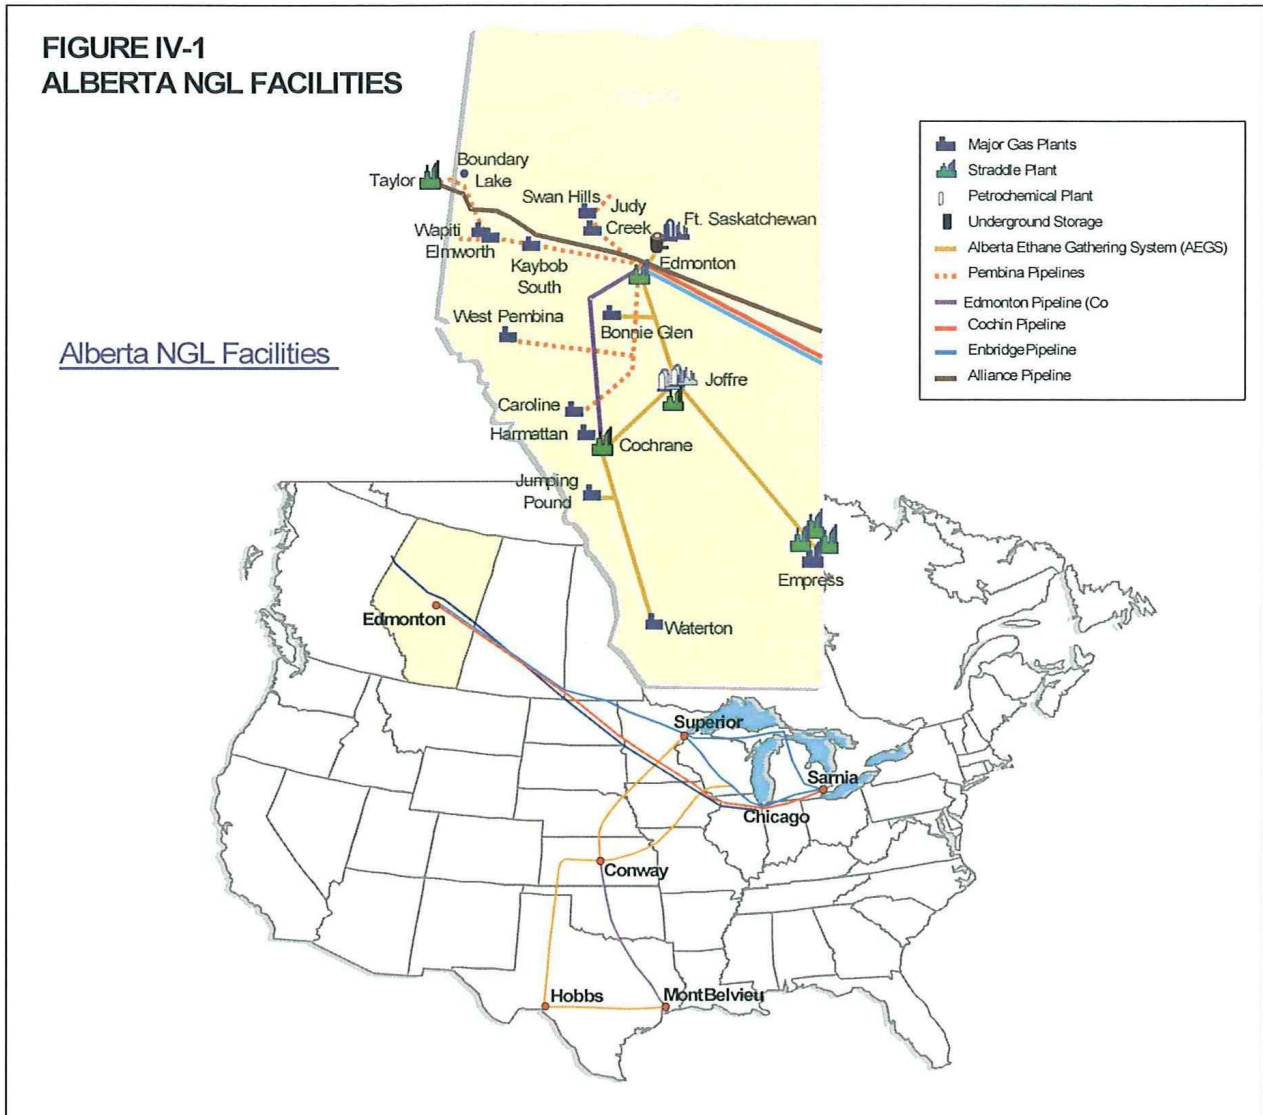 FIGURE IV-1
ALBERTA NGL FACILITIES
Major Gas Plants
Straddle Plant
Petrochemical Plant
Underground Storage
Alberta Ethane Gathering System (AEGS)
Pembina Pipelines
Edmonton Pipeline (Co
Cochin Pipeline
Enbridge Pipeline
Alliance Pipeline
Boundary
Lake
Taylor
Swan Hills
Judy
Creek
Ft. Saskatchewan
Wapiti
Elmworth
Kaybob
South
Edmonton
West Pembina
Bonnie Glen
Alberta NGL Facilities
Joffre
Caroline
Harmattan
Cochrane
Jumping
Pound
Empress
Waterton
Edmonton
Superior
Sarnia
Chicago
Conway
Hobbs
Mont Belvieu